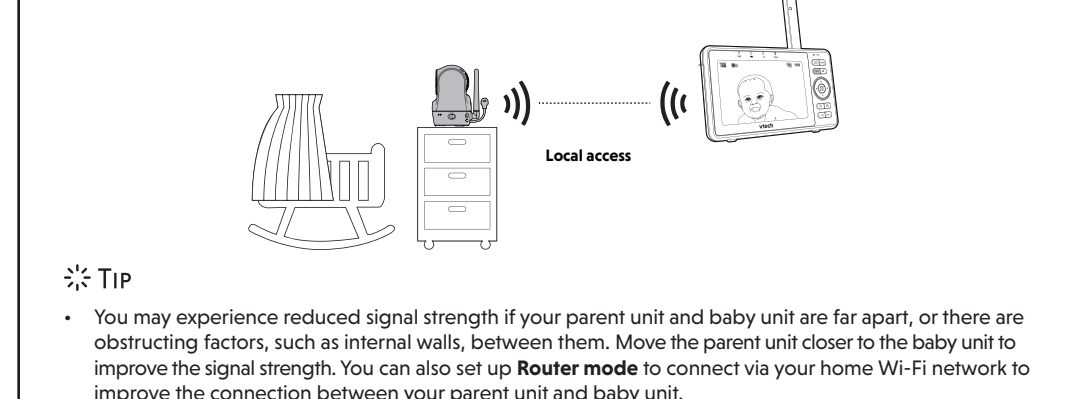 vtech
Local access
TIP
• You may experience reduced signal strength if your parent unit and baby unit are far apart, or there are
obstructing factors, such as internal walls, between them. Move the parent unit closer to the baby unit to
improve the signal strength. You can also set up Router mode to connect via your home Wi-Fi network to
improve the connection between your parent unit and baby unit.